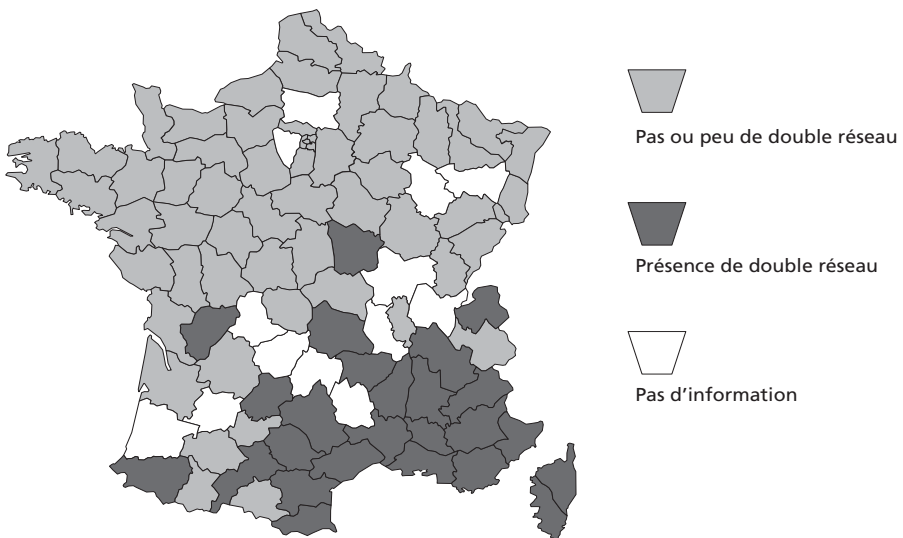 Pas ou peu de double réseau
Présence de double réseau
Pas d'information